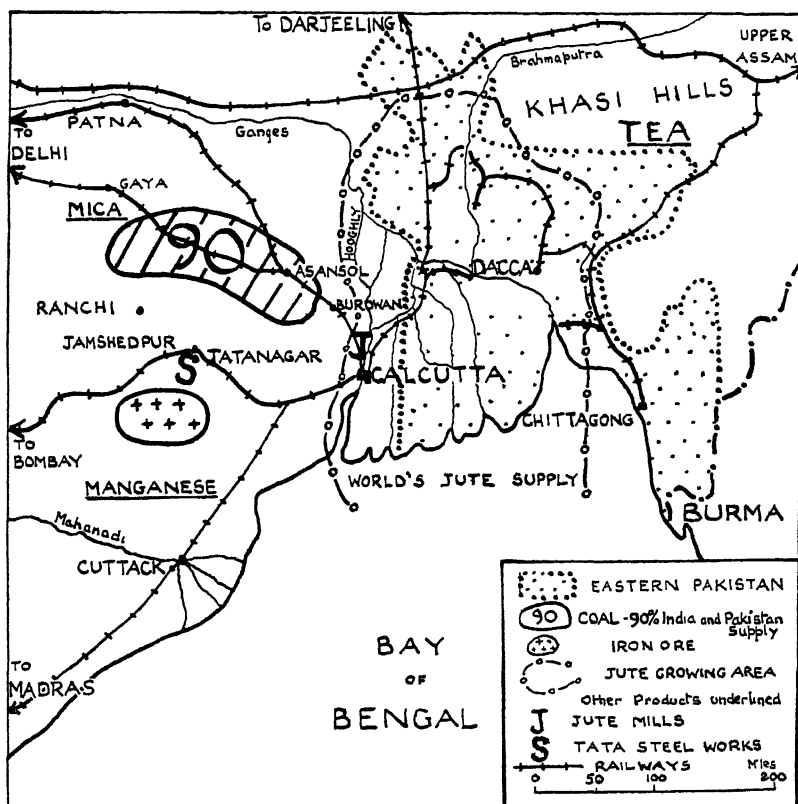 TO DARJEELING
UPPER
ASSAM
Brahmaputra
KHASI HILLS
TEA
PATNA
Ganges
TO
DELHI
GAYA
MICA
90
HOOGHLY
ASANSOL
DACCA
BURDWAN
RANCHI
JAMSHEDPUR
J
S
TATANAGAR
CALCUTTA
CHITTAGONG
TO
BOMBAY
WORLD'S JUTE SUPPLY
MANGANESE
BURMA
Mahanadi
CUTTACK
TO
MADRAS
BAY
OF
BENGAL
EASTERN PAKISTAN
90 COAL - 90% India and Pakistan
Supply
IRON ORE
JUTE GROWING AREA
Other Products underlined
J JUTE MILLS
S TATA STEEL WORKS
RAILWAYS Miles
0 50 100 200